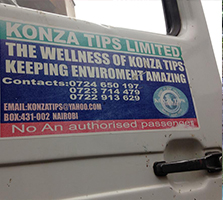 KONZA TIPS LIMITED
THE WELLNESS OF KONZA TIPS
KEEPING ENVIROMENT AMAZING
Contacts:0724 650 197
0723 714 479
0722 913 629
EMAIL:KONZATIPS@YAHOO.COM
BOX:431-002 NAIROBI
No An authorised passenger